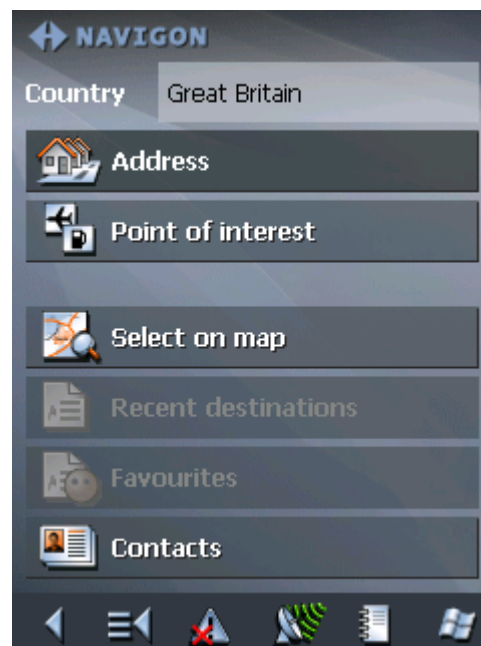 NAVIGON
Country Great Britain
Address
Point of interest
Select on map
Recent destinations
Favourites
Contacts